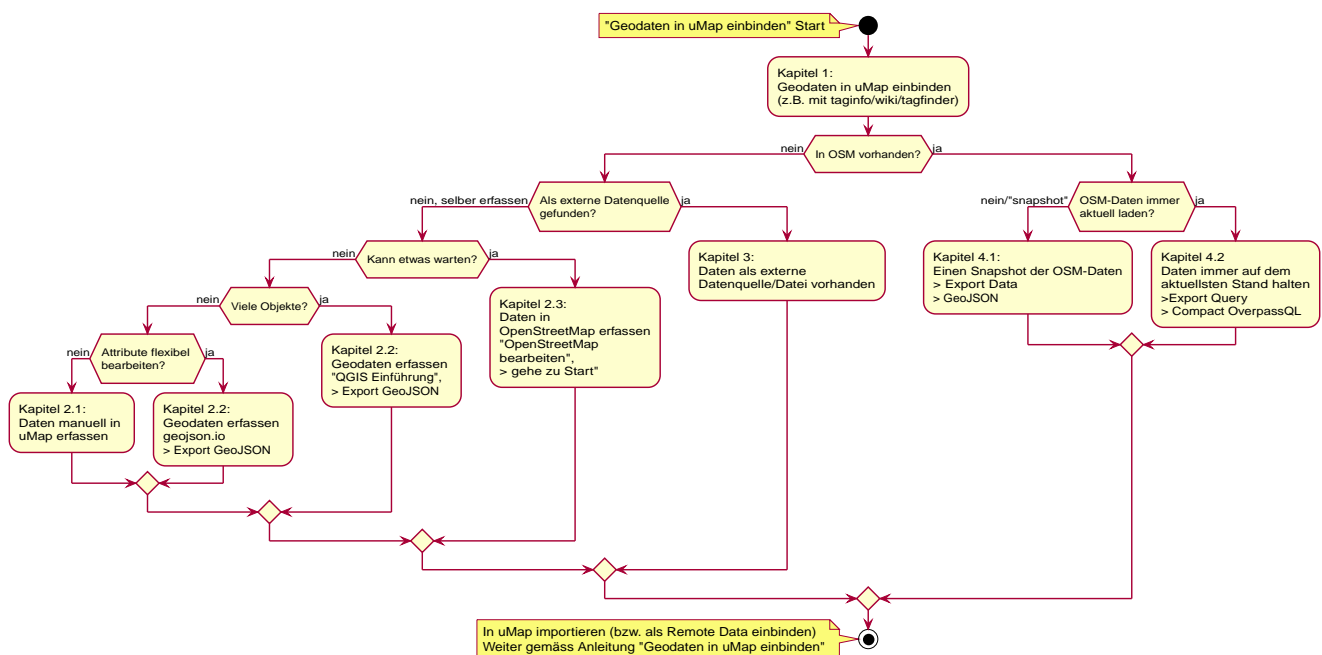 "Geodaten in uMap einbinden" Start
Kapitel 1:
Geodaten in uMap einbinden
(z.B. mit taginfo/wiki/tagfinder)
nein
In OSM vorhanden?
ja
nein, selber erfassen
Als externe Datenquelle
gefunden?
ja
nein/"snapshot"
OSM-Daten immer
aktuell laden?
ja
nein
Kann etwas warten?
ja
Kapitel 3:
Daten als externe
Datenquelle/Datei vorhanden
Kapitel 4.1:
Einen Snapshot der OSM-Daten
> Export Data
> GeoJSON
Kapitel 4.2
Daten immer auf dem
aktuellsten Stand halten
>Export Query
> Compact OverpassQL
nein
Viele Objekte?
ja
Kapitel 2.3:
Daten in
OpenStreetMap erfassen
"OpenStreetMap
bearbeiten",
> gehe zu Start"
nein
Attribute flexibel
bearbeiten?
ja
Kapitel 2.2:
Geodaten erfassen
"QGIS Einführung",
> Export GeoJSON
Kapitel 2.1:
Daten manuell in
uMap erfassen
Kapitel 2.2:
Geodaten erfassen
geojson.io
> Export GeoJSON
In uMap importieren (bzw. als Remote Data einbinden)
Weiter gemäss Anleitung "Geodaten in uMap einbinden"